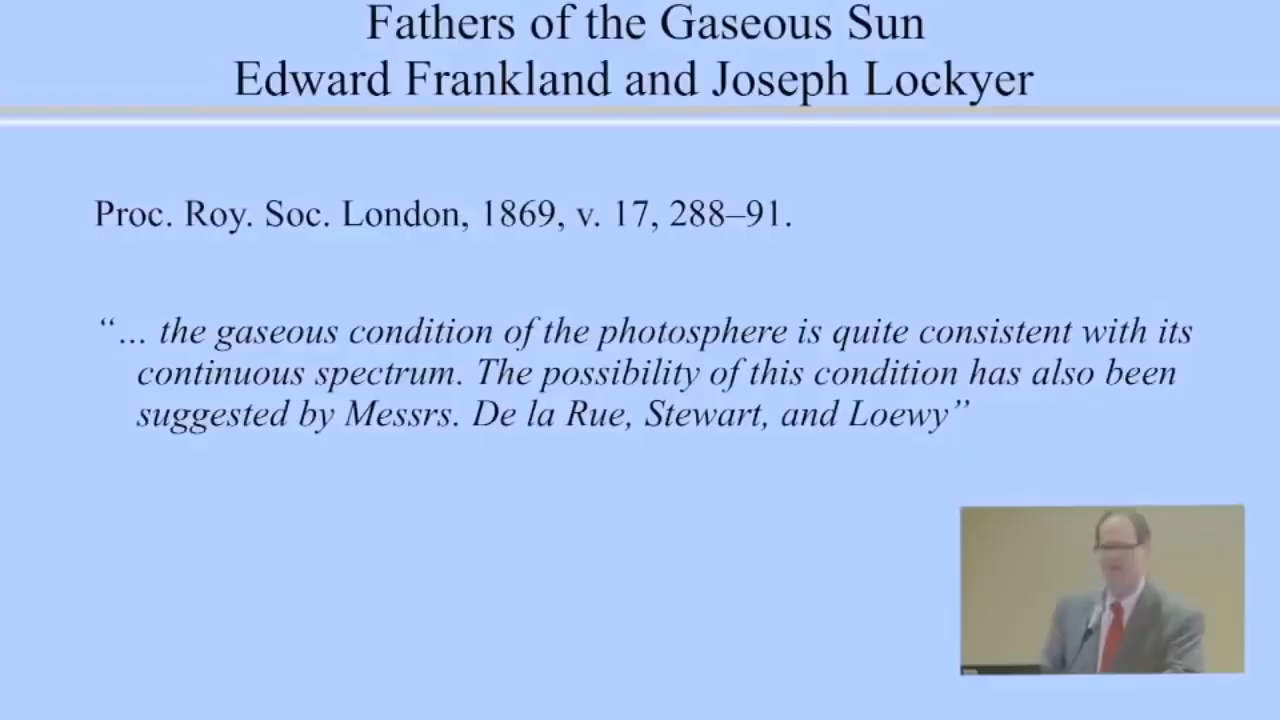 Fathers of the Gaseous Sun
Edward Frankland and Joseph Lockyer
Proc. Roy. Soc. London, 1869, v. 17, 288–91.
“... the gaseous condition of the photosphere is quite consistent with its
continuous spectrum. The possibility of this condition has also been
suggested by Messrs. De la Rue, Stewart, and Loewy”